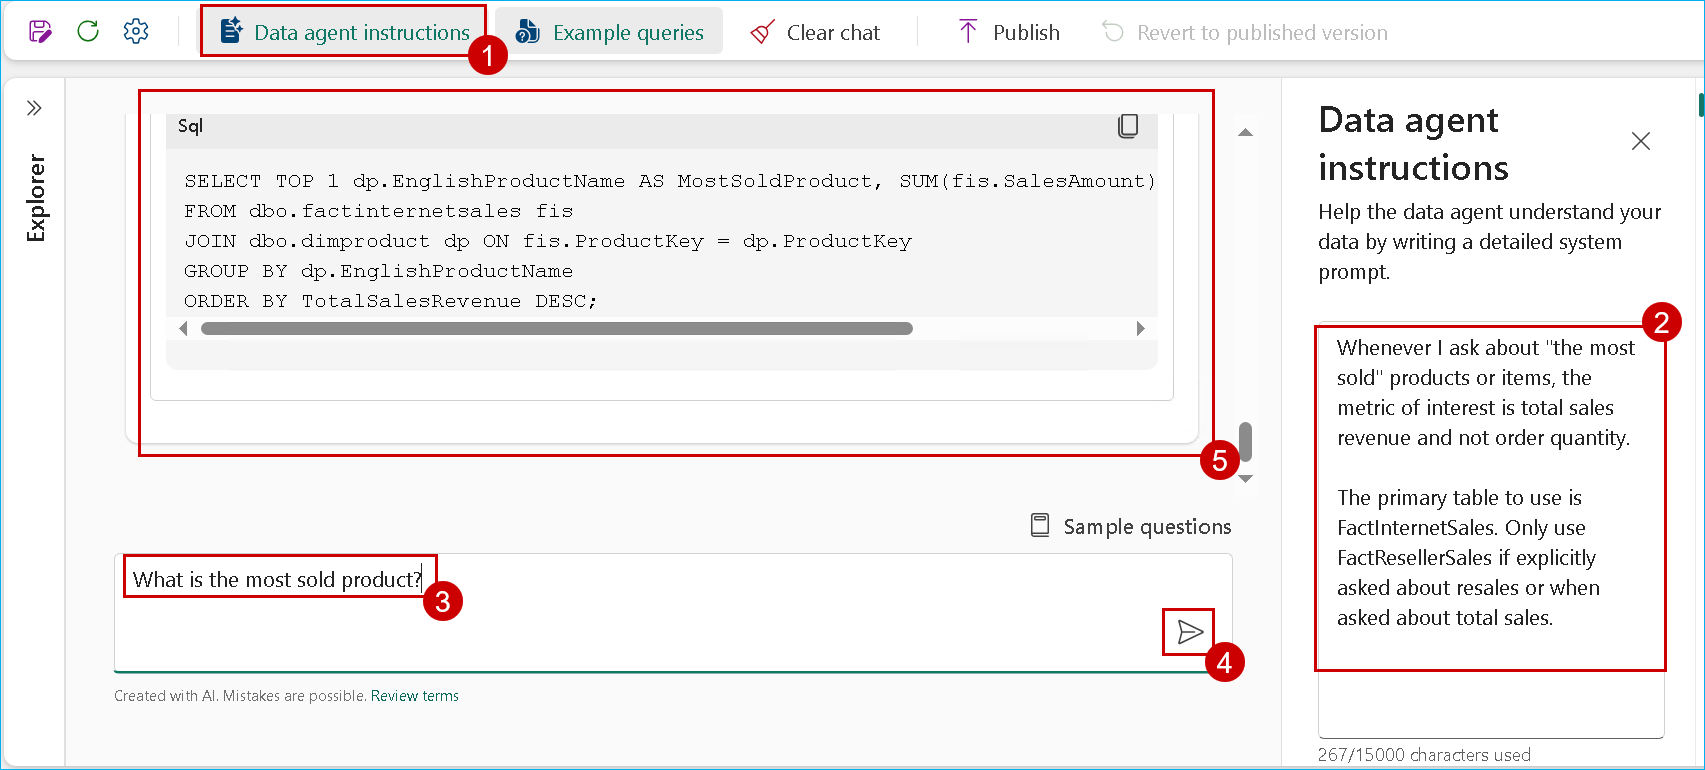 Data agent instructions
1
Example queries
Clear chat
Publish
Revert to published version
Explorer
Sql
SELECT TOP 1 dp.EnglishProductName AS MostSoldProduct, SUM(fis.SalesAmount)
FROM dbo.factinternetsales fis
JOIN dbo.dimproduct dp ON fis.ProductKey = dp.ProductKey
GROUP BY dp.EnglishProductName
ORDER BY TotalSalesRevenue DESC;
5
Sample questions
What is the most sold product?
3
4
Created with AI. Mistakes are possible. Review terms
Data agent
instructions
Help the data agent understand your
data by writing a detailed system
prompt.
2
Whenever I ask about "the most
sold" products or items, the
metric of interest is total sales
revenue and not order quantity.
The primary table to use is
FactInternetSales. Only use
FactResellerSales if explicitly
asked about resales or when
asked about total sales.
267/15000 characters used